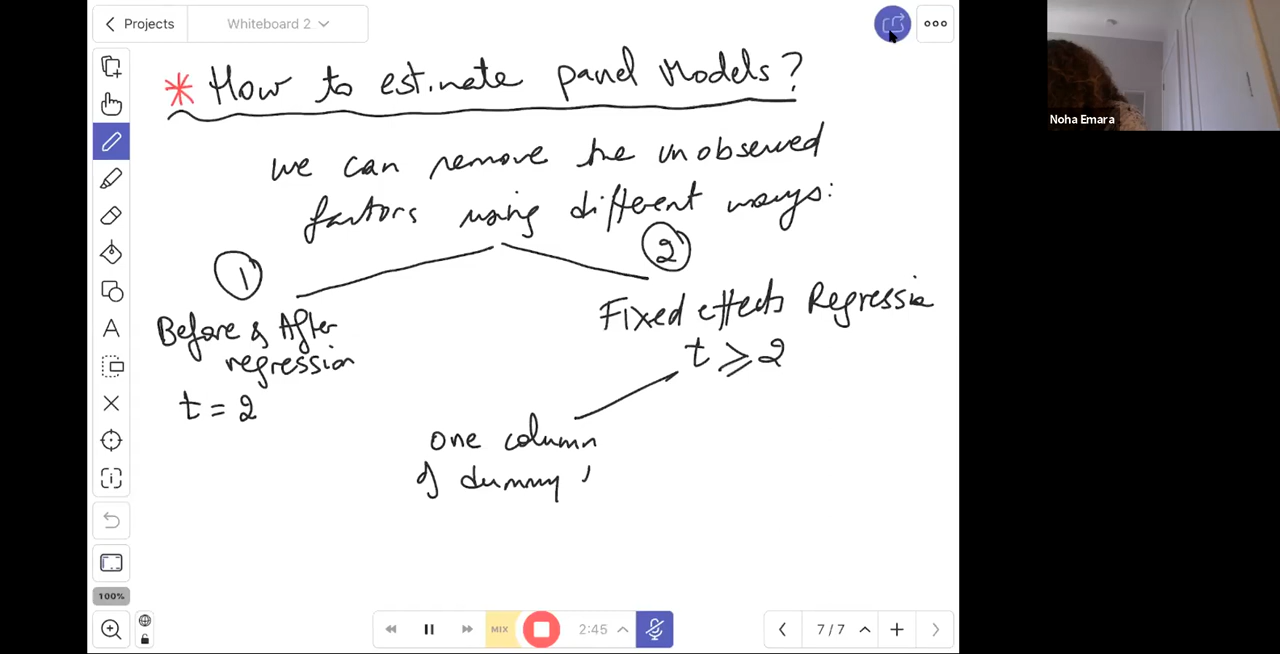 Projects
Whiteboard 2
* How to estimate panel Models?
we can remove the unobserved
factors using different ways:
1
2
Before & After
regression
t = 2
Fixed effects Regression
t ⩾ 2
one column
of dummy
Noha Emara
A
100%
MIX
2:45
7/7